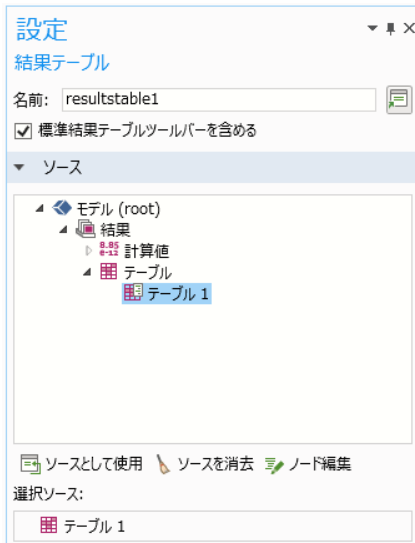 設定
結果テーブル
名前: resultstable1
標準結果テーブルツールバーを含める
ソース
モデル (root)
結果
8.85
e-12 計算値
テーブル
テーブル 1
ソースとして使用 ソースを消去 ノード編集
選択ソース:
テーブル 1